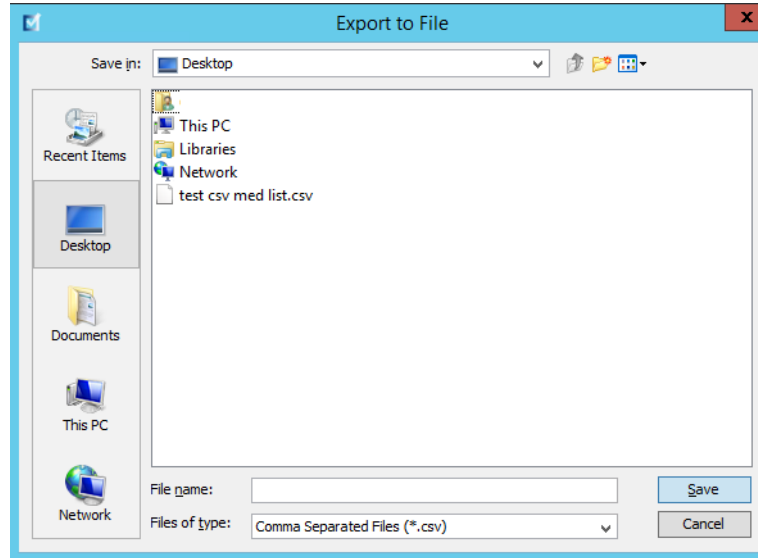 Export to File
x
Save in:
Desktop
This PC
Libraries
Network
test csv med list.csv
Recent Items
Desktop
Documents
This PC
Network
File name:
Save
Files of type:
Comma Separated Files (*.csv)
Cancel